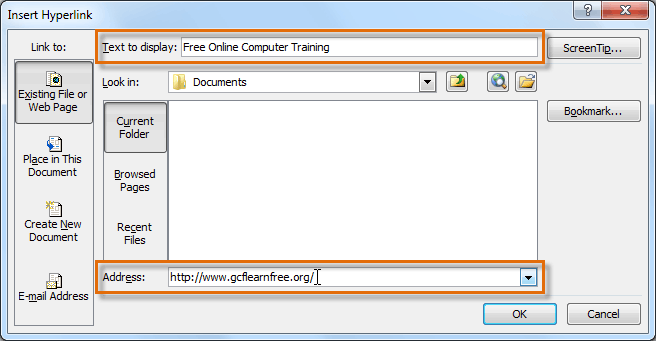 Insert Hyperlink
?
Link to:
Text to display: Free Online Computer Training
ScreenTip...
Existing File or
Web Page
Look in: Documents
Bookmark...
Current
Folder
Place in This
Document
Browsed
Pages
Create New
Document
Recent
Files
E-mail Address
Address: http://www.gcflearnfree.org/
OK Cancel